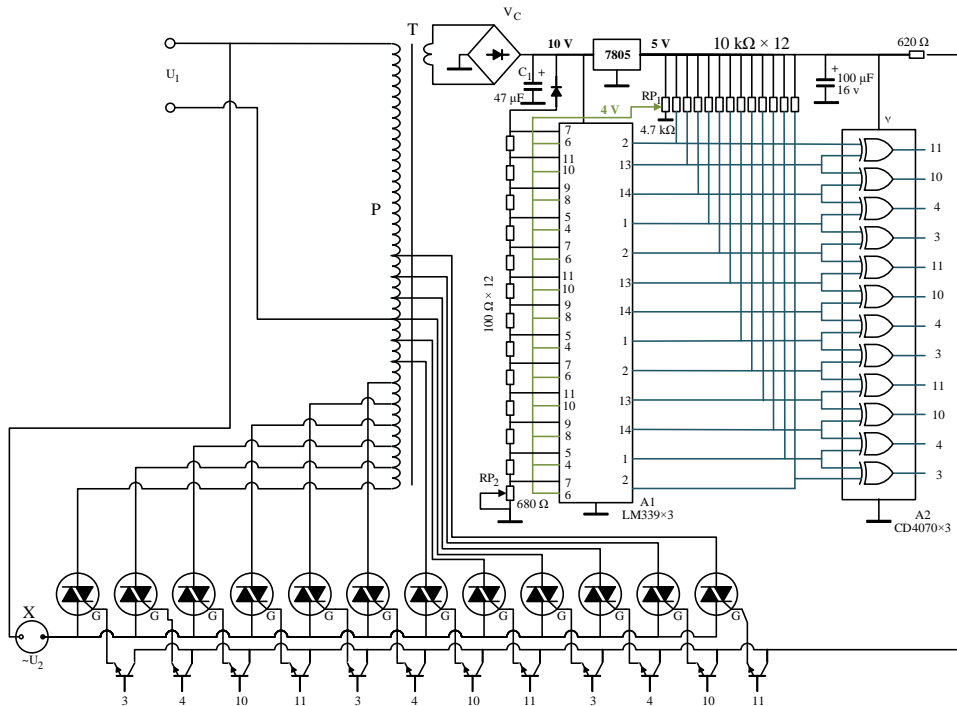 T
V_C
10 V
7805
5 V
10 kΩ × 12
620 Ω
U_1
C_1 +
47 µF
RP_1
4 V
4.7 kΩ
+
100 µF
16 v
v
P
100 Ω × 12
7
6
11
10
9
8
5
4
7
6
11
10
9
8
5
4
7
6
11
10
9
8
5
4
7
6
2
13
14
1
2
13
14
1
2
13
14
1
2
11
10
4
3
11
10
4
3
11
10
4
3
RP_2
680 Ω
A1
LM339×3
A2
CD4070×3
G
G
G
G
G
G
G
G
G
G
G
G
X
~U_2
3
4
10
11
3
4
10
11
3
4
10
11